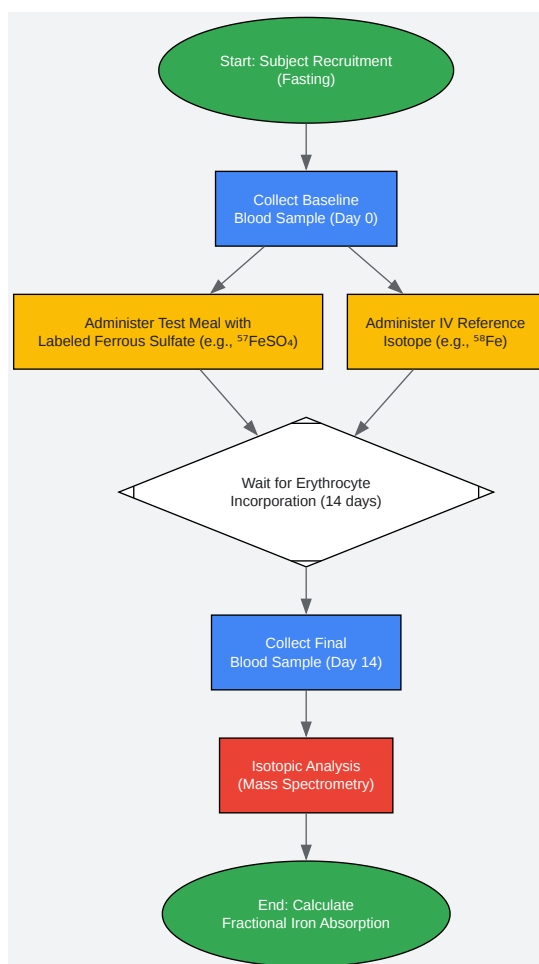 Start: Subject Recruitment
(Fasting)
Collect Baseline
Blood Sample (Day 0)
Administer Test Meal with
Labeled Ferrous Sulfate (e.g., ⁵⁷FeSO₄)
Administer IV Reference
Isotope (e.g., ⁵⁸Fe)
Wait for Erythrocyte
Incorporation (14 days)
Collect Final
Blood Sample (Day 14)
Isotopic Analysis
(Mass Spectrometry)
End: Calculate
Fractional Iron Absorption